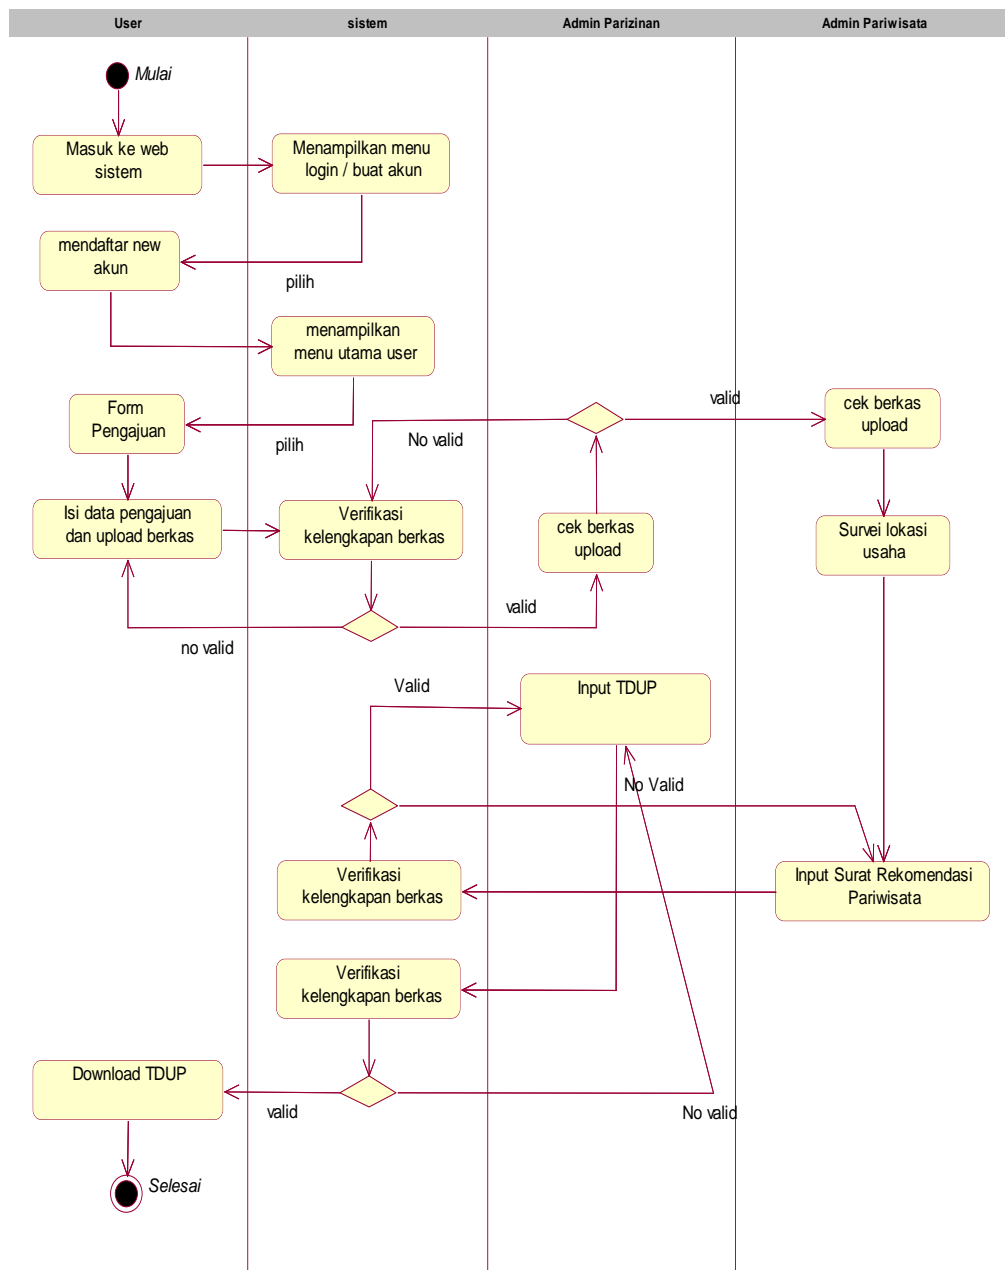 User
sistem
Admin Parizinan
Admin Pariwisata
Mulai
Masuk ke web
sistem
Menampilkan menu
login / buat akun
mendaftar new
akun
pilih
menampilkan
menu utama user
Form
Pengajuan
pilih
No valid
valid
cek berkas
upload
Isi data pengajuan
dan upload berkas
Verifikasi
kelengkapan berkas
cek berkas
upload
Survei lokasi
usaha
valid
no valid
Valid
Input TDUP
No Valid
Verifikasi
kelengkapan berkas
Input Surat Rekomendasi
Pariwisata
Verifikasi
kelengkapan berkas
Download TDUP
valid
No valid
Selesai